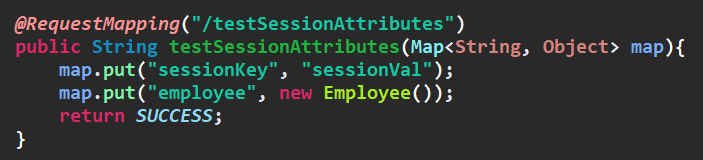 @RequestMapping("/testSessionAttributes")
public String testSessionAttributes(Map<String, Object> map){
    map.put("sessionKey", "sessionVal");
    map.put("employee", new Employee());
    return SUCCESS;
}